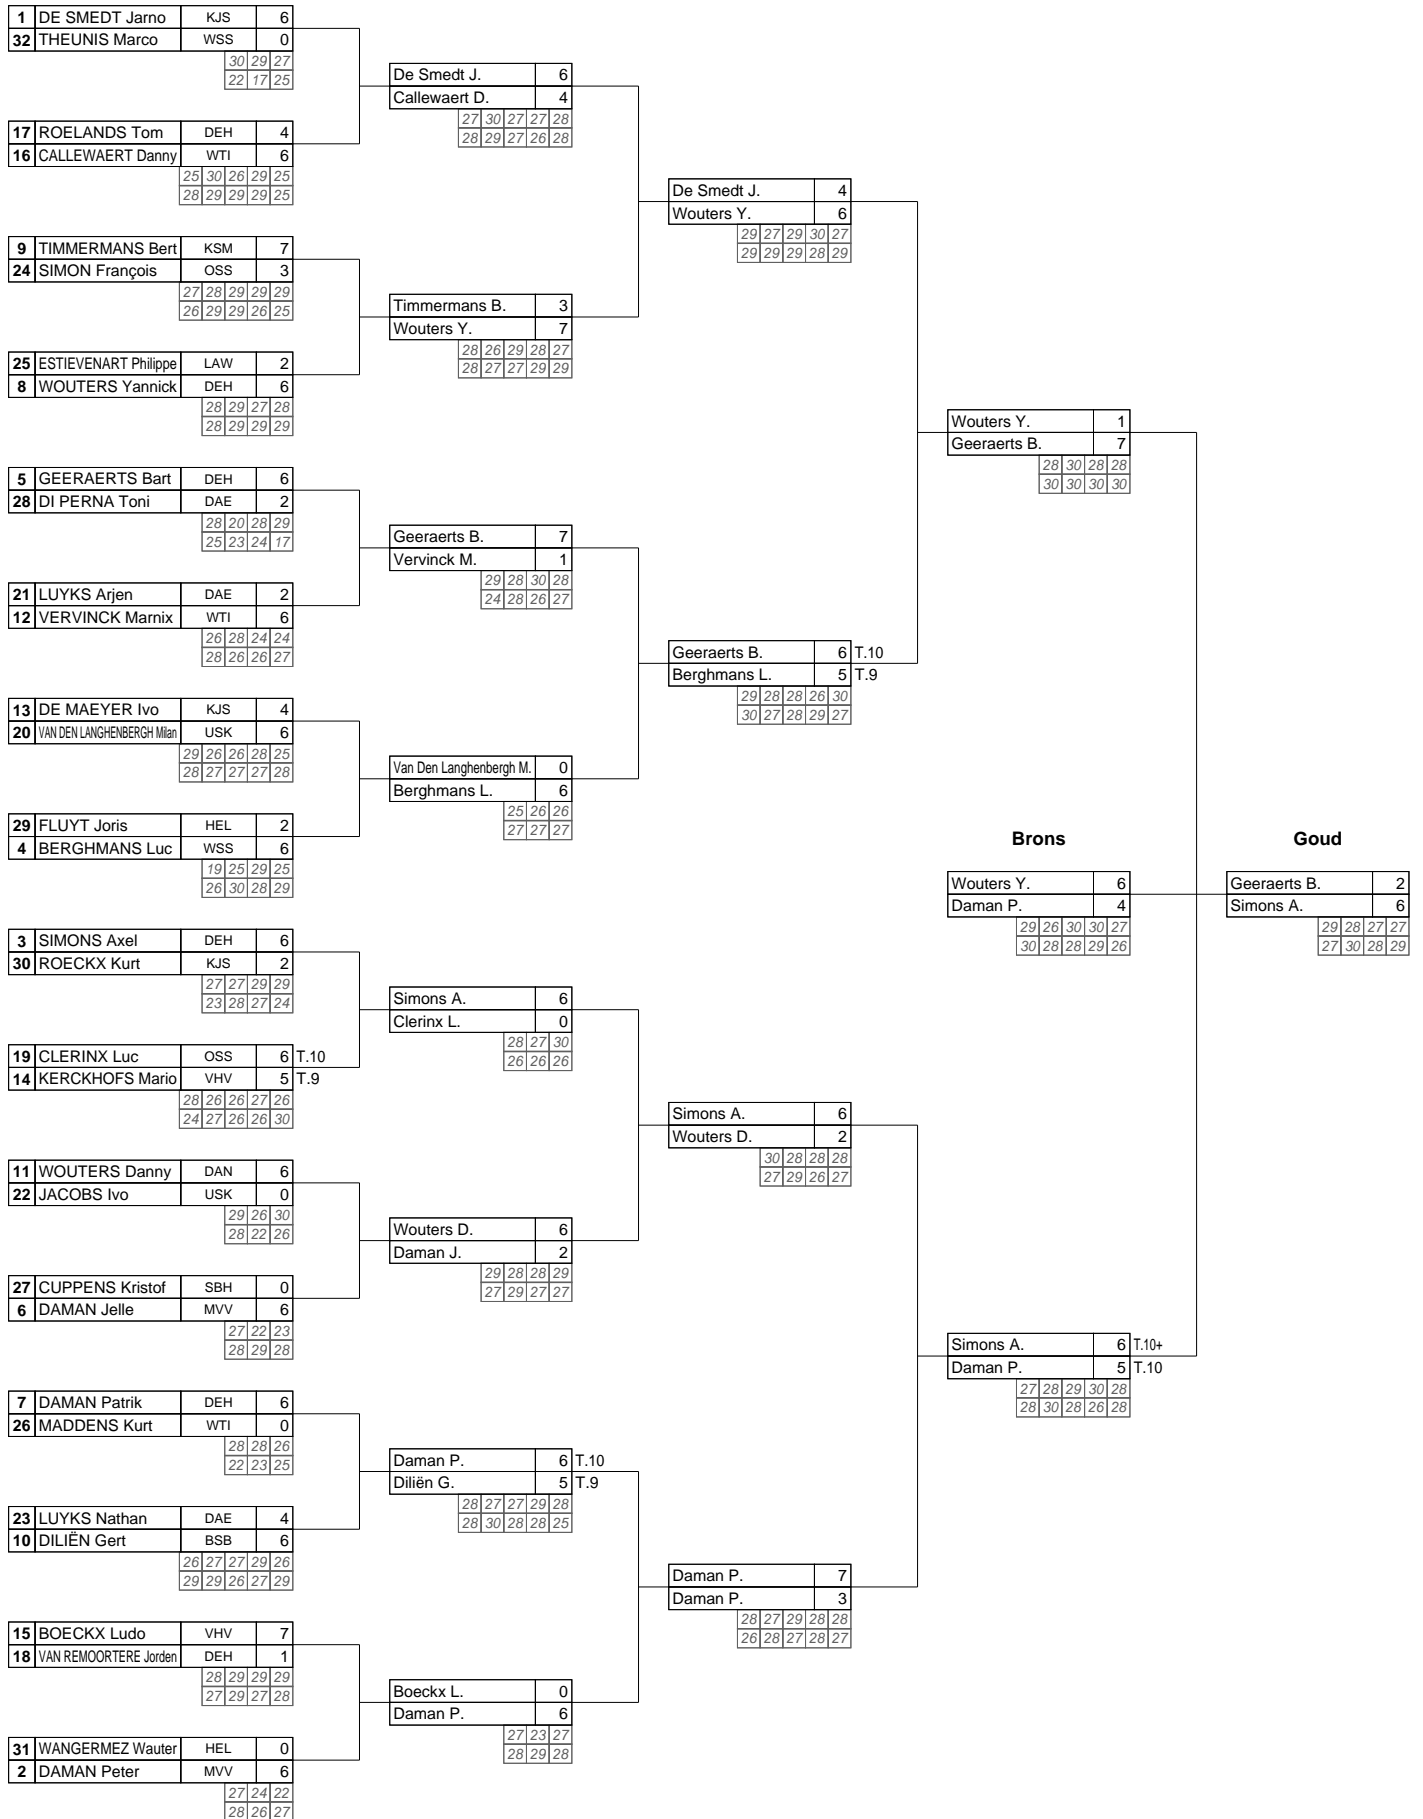 1 DE SMEDT Jarno KJS 6
32 THEUNIS Marco WSS 0
30 29 27
22 17 25
17 ROELANDS Tom DEH 4
16 CALLEWAERT Danny WTI 6
25 30 26 29 25
28 29 29 29 25
9 TIMMERMANS Bert KSM 7
24 SIMON François OSS 3
27 28 29 29 29
26 29 29 26 25
25 ESTIEVENART Philippe LAW 2
8 WOUTERS Yannick DEH 6
28 29 27 28
28 29 29 29
5 GEERAERTS Bart DEH 6
28 DI PERNA Toni DAE 2
28 20 28 29
25 23 24 17
21 LUYKS Arjen DAE 2
12 VERVINCK Marnix WTI 6
26 28 24 24
28 26 26 27
13 DE MAEYER Ivo KJS 4
20 VAN DEN LANGHENBERGH Milan USK 6
29 26 26 28 25
28 27 27 27 28
29 FLUYT Joris HEL 2
4 BERGHMANS Luc WSS 6
19 25 29 25
26 30 28 29
3 SIMONS Axel DEH 6
30 ROECKX Kurt KJS 2
27 27 29 29
23 28 27 24
19 CLERINX Luc OSS 6 T.10
14 KERCKHOFS Mario VHV 5 T.9
28 26 26 27 26
24 27 26 26 30
11 WOUTERS Danny DAN 6
22 JACOBS Ivo USK 0
29 26 30
28 22 26
27 CUPPENS Kristof SBH 0
6 DAMAN Jelle MVV 6
27 22 23
28 29 28
7 DAMAN Patrik DEH 6
26 MADDENS Kurt WTI 0
28 28 26
22 23 25
23 LUYKS Nathan DAE 4
10 DILIËN Gert BSB 6
26 27 27 29 26
29 29 26 27 29
15 BOECKX Ludo VHV 7
18 VAN REMOORTERE Jorden DEH 1
28 29 29 29
27 29 27 28
31 WANGERMEZ Wauter HEL 0
2 DAMAN Peter MVV 6
27 24 22
28 26 27
De Smedt J. 6
Callewaert D. 4
27 30 27 27 28
28 29 27 26 28
Timmermans B. 3
Wouters Y. 7
28 26 29 28 27
28 27 27 29 29
Geeraerts B. 7
Vervinck M. 1
29 28 30 28
24 28 26 27
Van Den Langhenbergh M. 0
Berghmans L. 6
25 26 26
27 27 27
Simons A. 6
Clerinx L. 0
28 27 30
26 26 26
Wouters D. 6
Daman J. 2
29 28 28 29
27 29 27 27
Daman P. 6 T.10
Diliën G. 5 T.9
28 27 27 29 28
28 30 28 28 25
Boeckx L. 0
Daman P. 6
27 23 27
28 29 28
De Smedt J. 4
Wouters Y. 6
29 27 29 30 27
29 29 29 28 29
Geeraerts B. 6 T.10
Berghmans L. 5 T.9
29 28 28 26 30
30 27 28 29 27
Simons A. 6
Wouters D. 2
30 28 28 28
27 29 26 27
Daman P. 7
Daman P. 3
28 27 29 28 28
26 28 27 28 27
Wouters Y. 1
Geeraerts B. 7
28 30 28 28
30 30 30 30
Simons A. 6 T.10+
Daman P. 5 T.10
27 28 29 30 28
28 30 28 26 28
Brons
Wouters Y. 6
Daman P. 4
29 26 30 30 27
30 28 28 29 26
Goud
Geeraerts B. 2
Simons A. 6
29 28 27 27
27 30 28 29